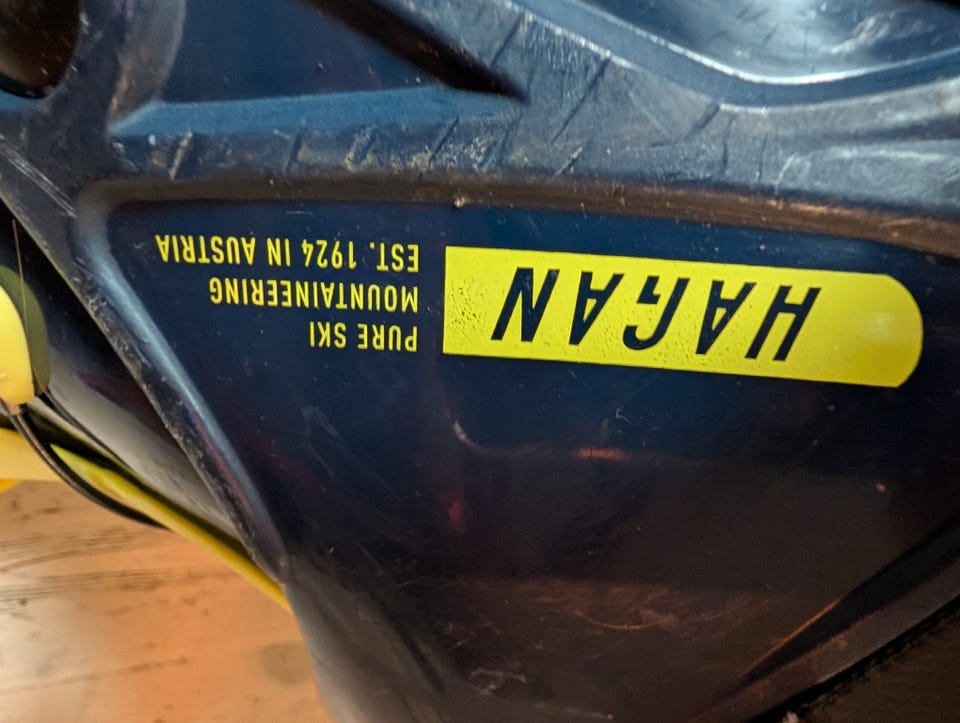 HAGAN
PURE SKI
MOUNTAINEERING
EST. 1924 IN AUSTRIA